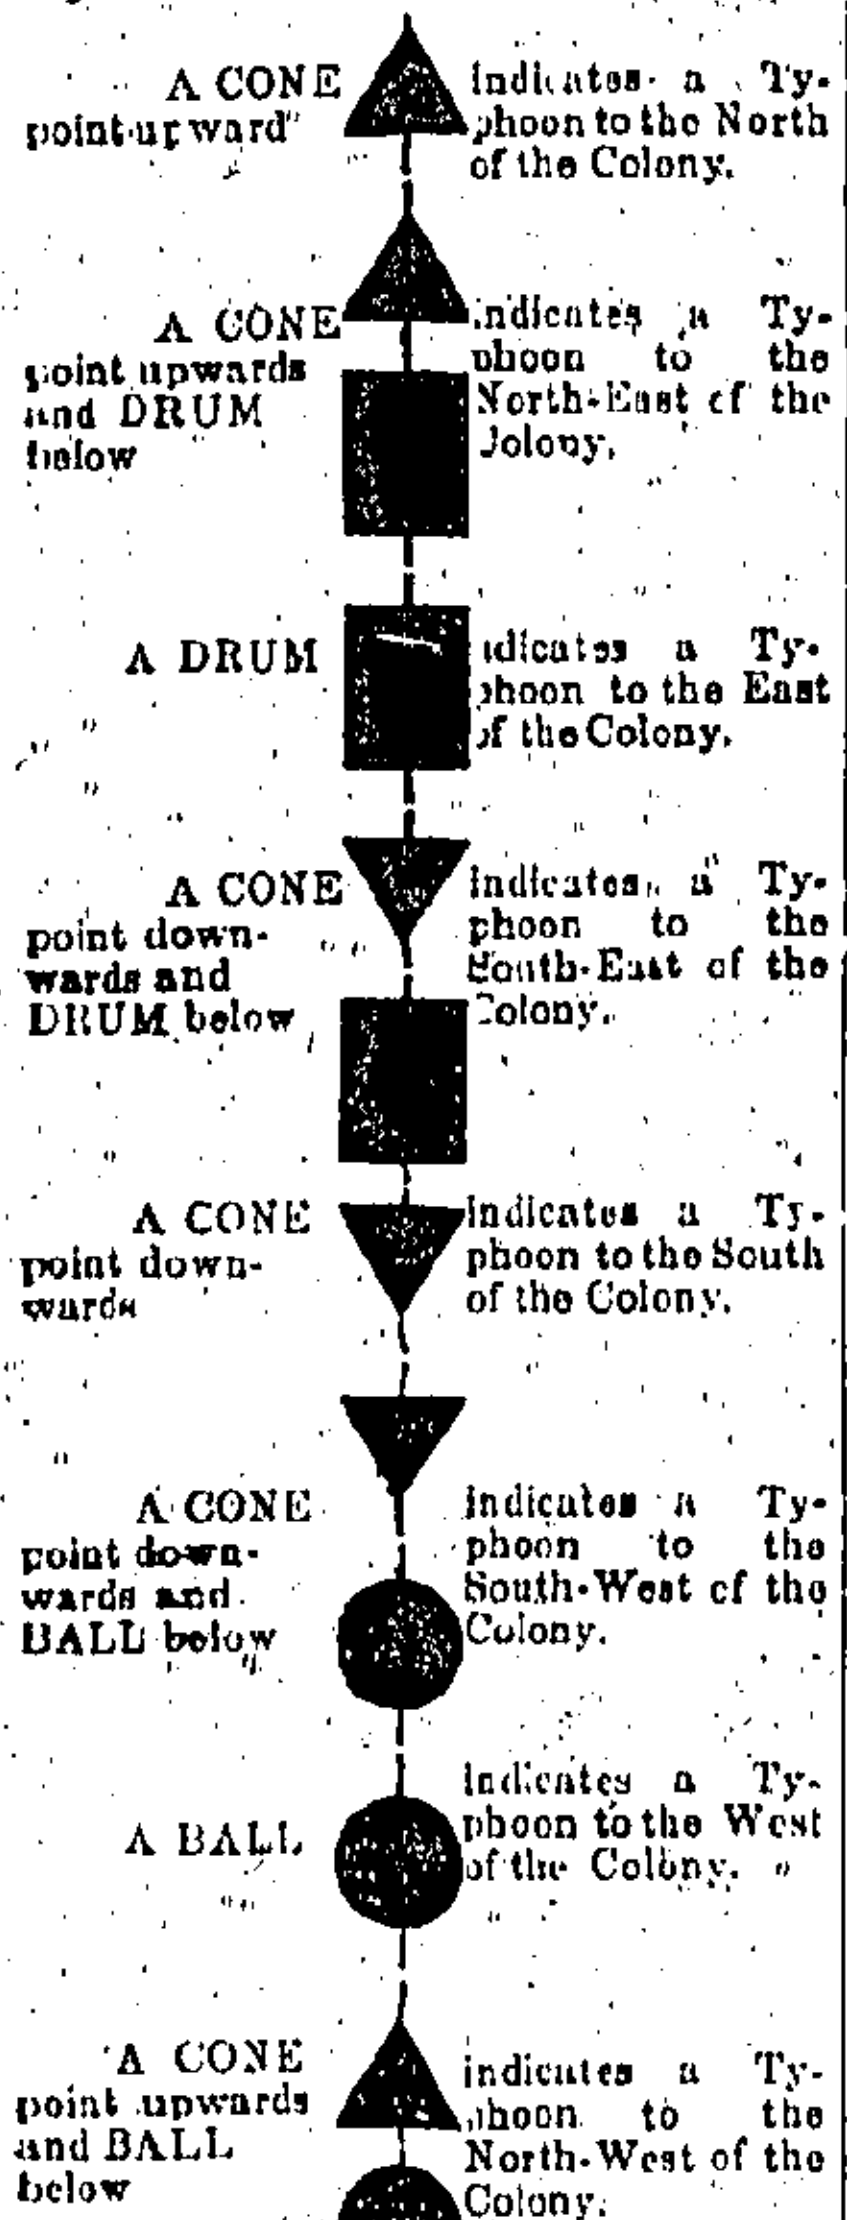 A CONE
point upward
indicates a Ty-
phoon to the North
of the Colony.
A CONE
point upwards
and DRUM
below
indicates a Ty-
phoon to the
North-East of the
Colony.
A DRUM
indicates a Ty-
phoon to the East
of the Colony.
A CONE
point down-
wards and
DRUM below
indicates a Ty-
phoon to the
South-East of the
Colony.
A CONE
point down-
wards
indicates a Ty-
phoon to the South
of the Colony.
A CONE
point down-
wards and
BALL below
indicates a Ty-
phoon to the
South-West of the
Colony.
A BALL
indicates a Ty-
phoon to the West
of the Colony.
A CONE
point upwards
and BALL
below
indicates a Ty-
phoon to the
North-West of the
Colony.